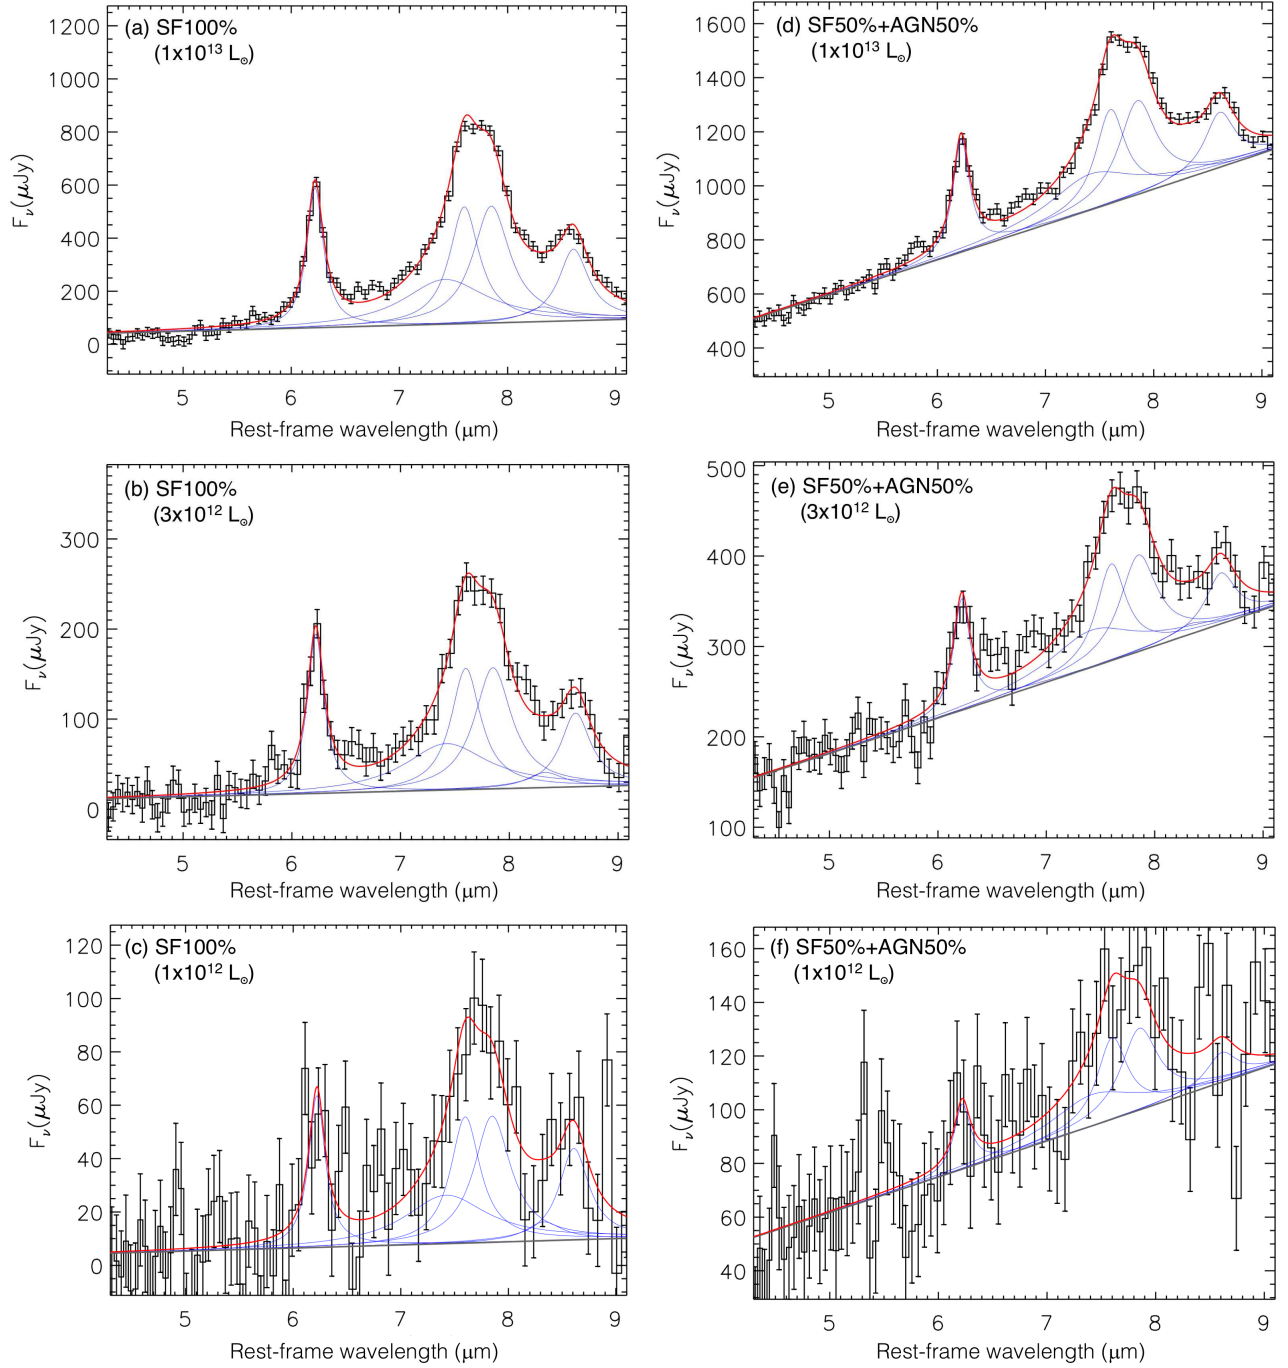 (a) SF100%
(1x10¹³ L☉)
1200
1000
800
600
400
200
0
Fν(μJy)
5 6 7 8 9
Rest-frame wavelength (μm)
(d) SF50%+AGN50%
(1x10¹³ L☉)
1600
1400
1200
1000
800
600
400
Fν(μJy)
5 6 7 8 9
Rest-frame wavelength (μm)
(b) SF100%
(3x10¹² L☉)
300
200
100
0
Fν(μJy)
5 6 7 8 9
Rest-frame wavelength (μm)
(e) SF50%+AGN50%
(3x10¹² L☉)
500
400
300
200
100
Fν(μJy)
5 6 7 8 9
Rest-frame wavelength (μm)
(c) SF100%
(1x10¹² L☉)
120
100
80
60
40
20
0
Fν(μJy)
5 6 7 8 9
Rest-frame wavelength (μm)
(f) SF50%+AGN50%
(1x10¹² L☉)
160
140
120
100
80
60
40
Fν(μJy)
5 6 7 8 9
Rest-frame wavelength (μm)